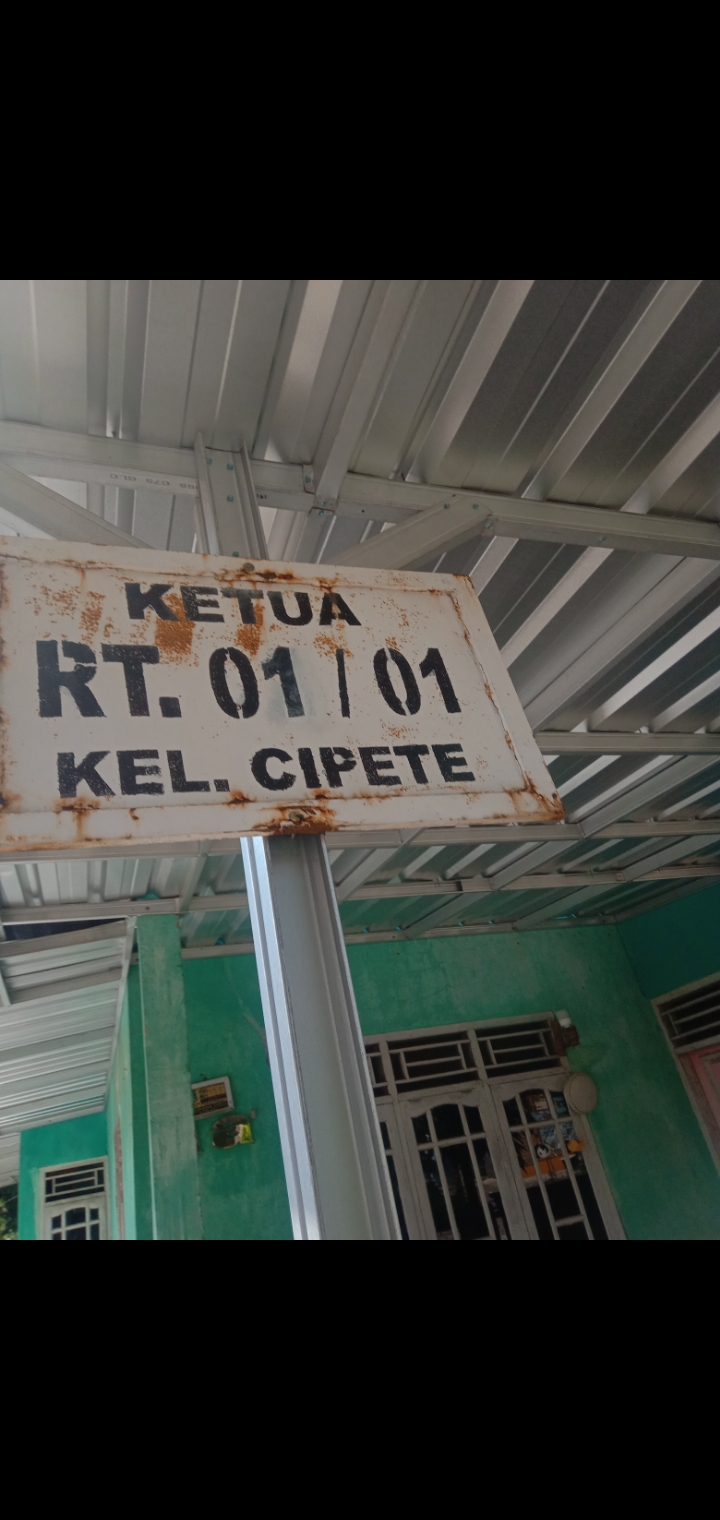 KETUA
RT. 01 / 01
KEL. CIPETE